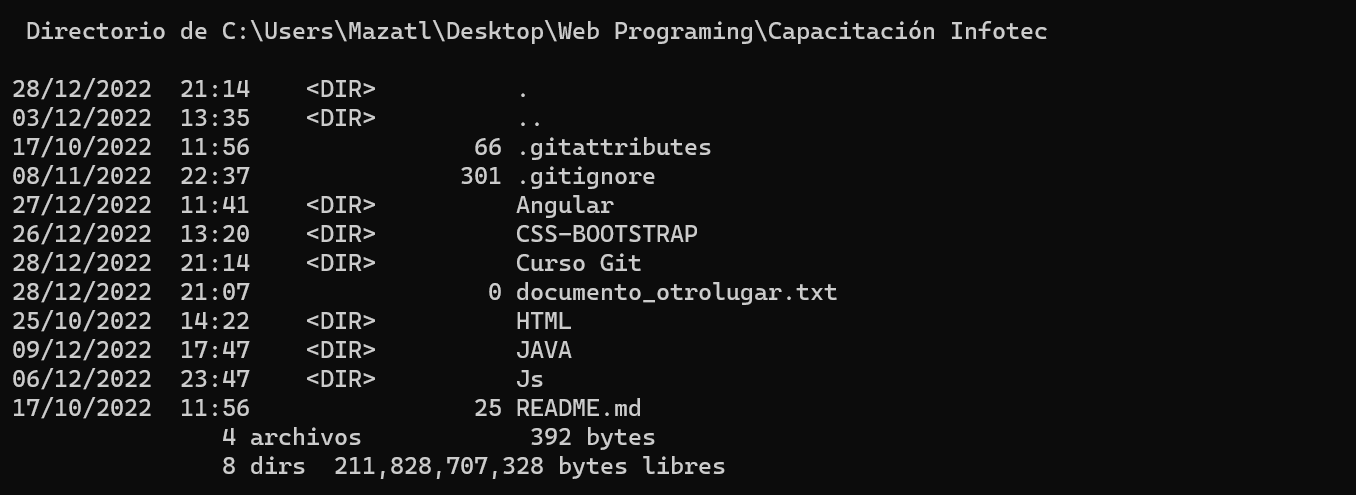 Directorio de C:\Users\Mazatl\Desktop\Web Programing\Capacitación Infotec
28/12/2022  21:14    <DIR>          .
03/12/2022  13:35    <DIR>          ..
17/10/2022  11:56                66 .gitattributes
08/11/2022  22:37               301 .gitignore
27/12/2022  11:41    <DIR>          Angular
26/12/2022  13:20    <DIR>          CSS-BOOTSTRAP
28/12/2022  21:14    <DIR>          Curso Git
28/12/2022  21:07                 0 documento_otrolugar.txt
25/10/2022  14:22    <DIR>          HTML
09/12/2022  17:47    <DIR>          JAVA
06/12/2022  23:47    <DIR>          Js
17/10/2022  11:56                25 README.md
               4 archivos            392 bytes
               8 dirs  211,828,707,328 bytes libres